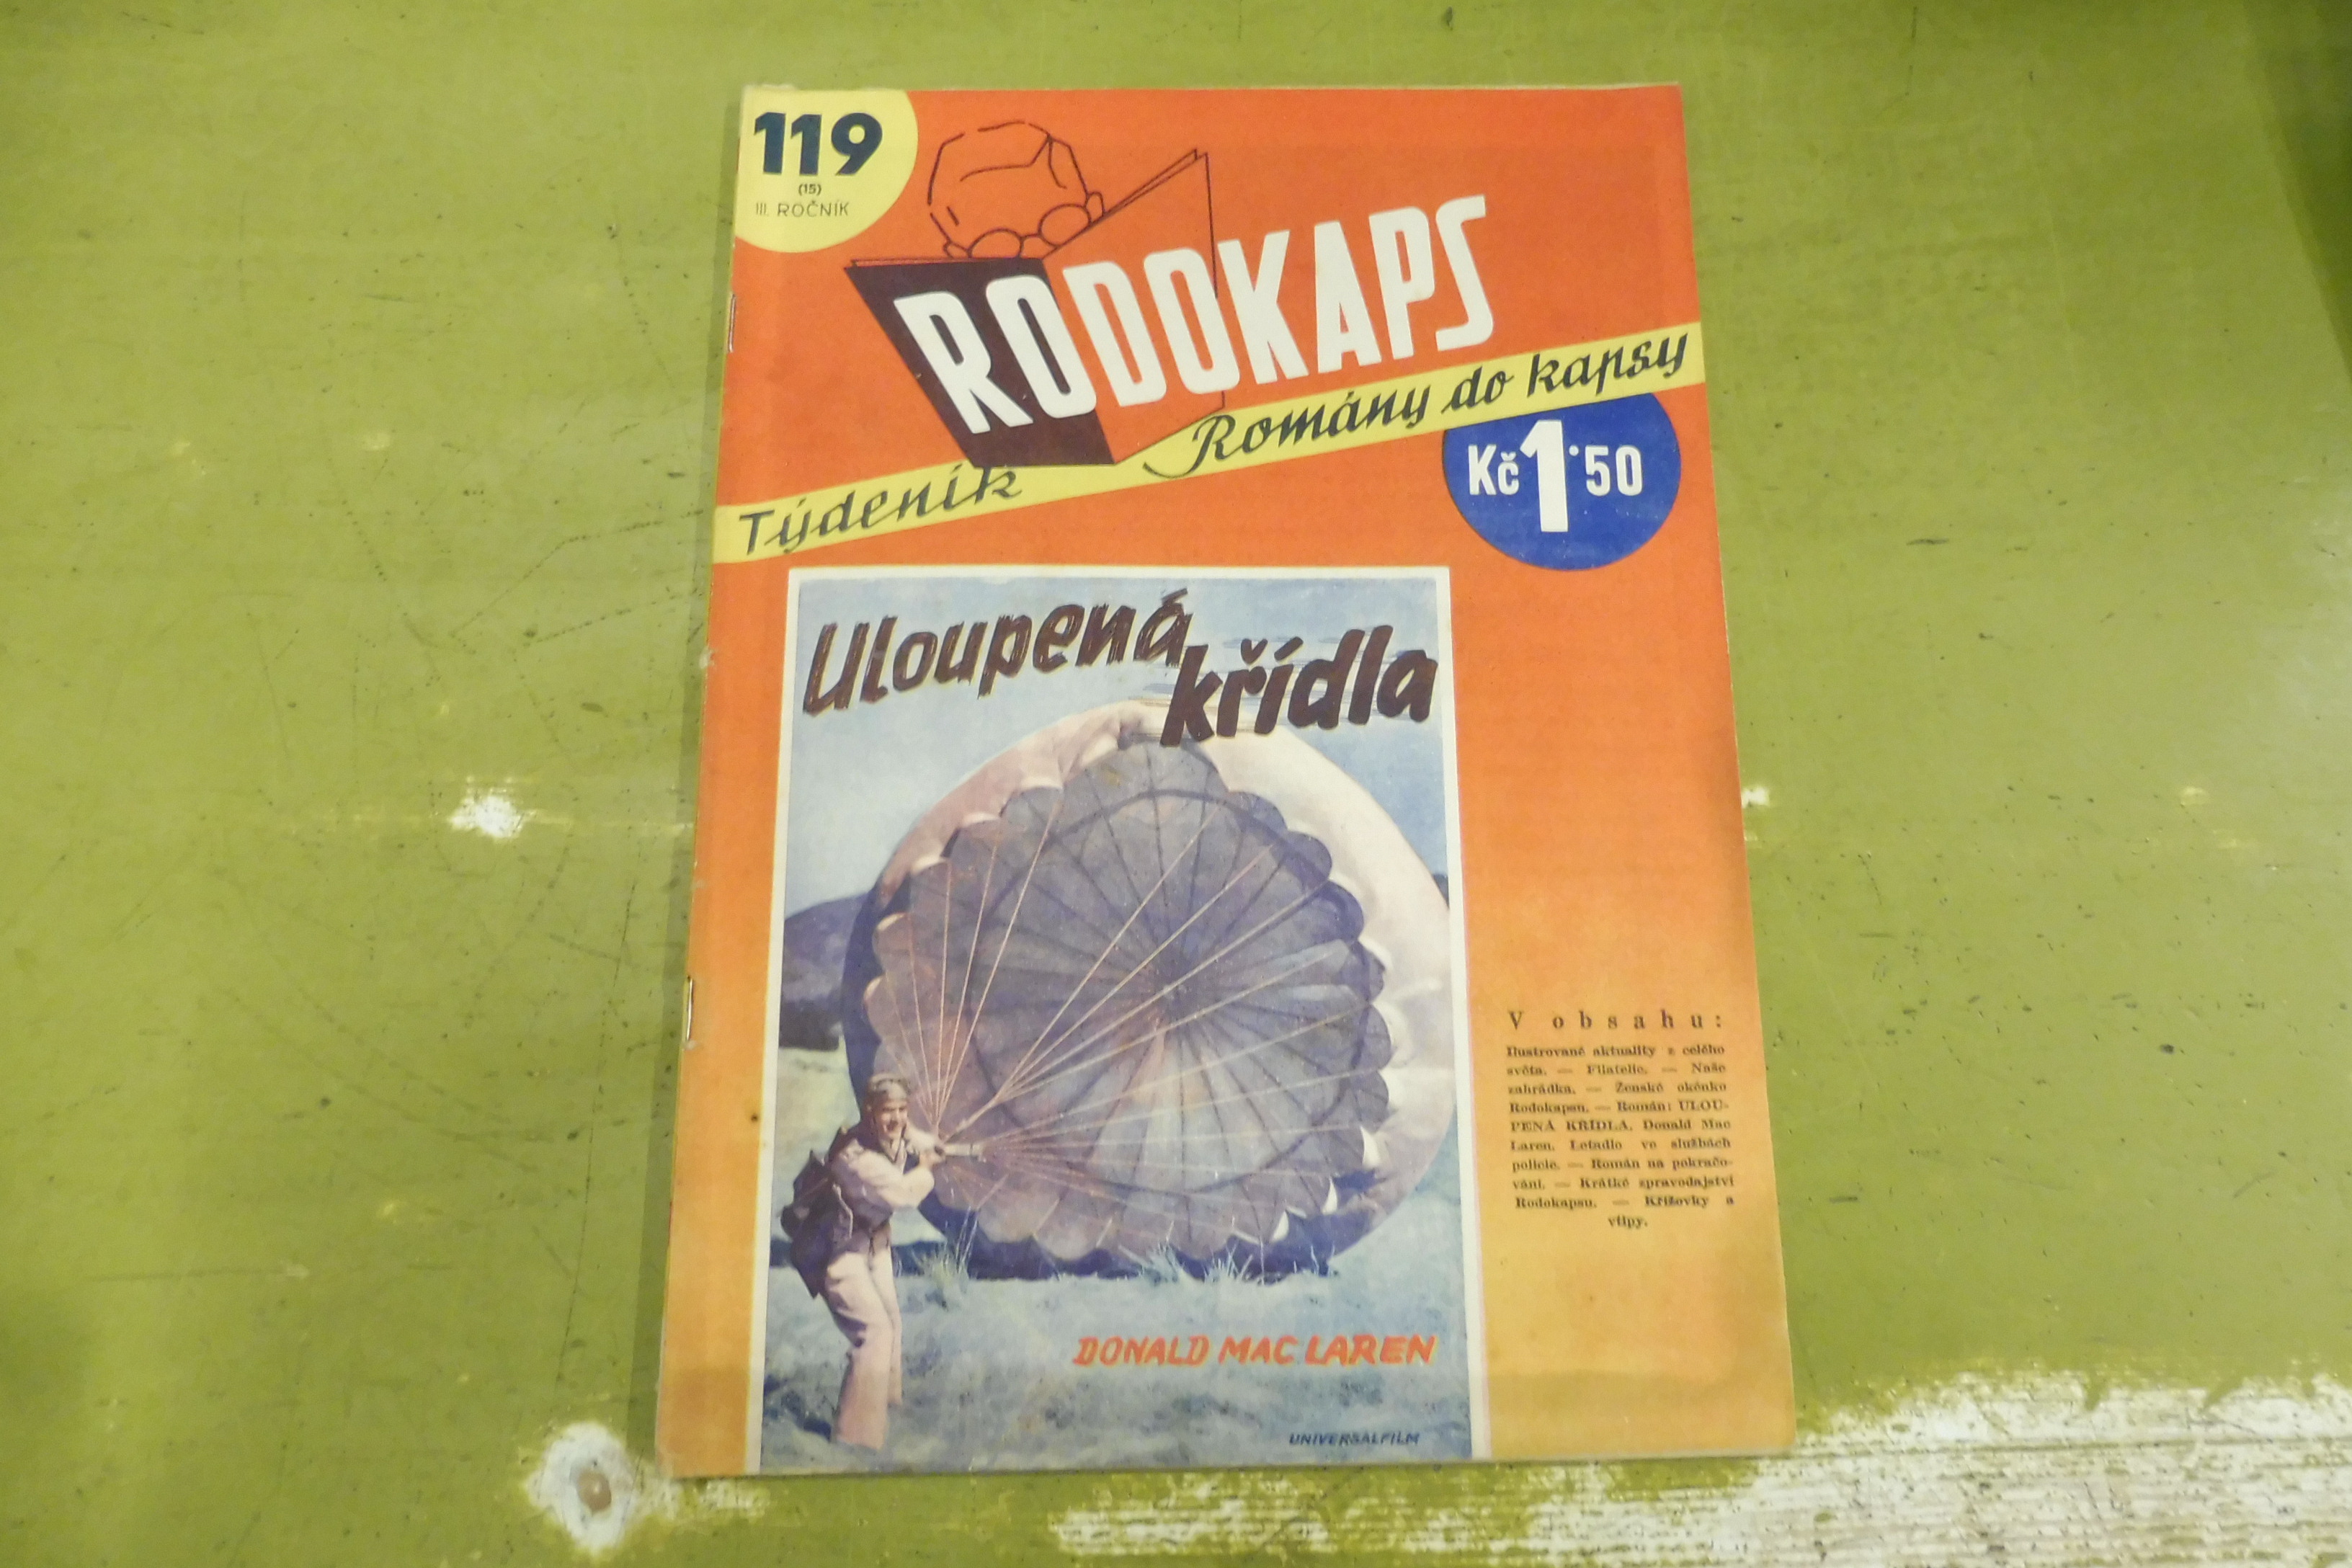 119
(15)
III. ROČNÍK
RODOKAPS
Týdeník Romány do kapsy
Kč 1·50
Uloupená
křídla
V obsahu:
Ilustrované aktuality z celého
světa. — Filatelie. — Naše
zahrádka. — Ženské okénko
Rodokapsu. — Román: ULOU-
PENÁ KŘÍDLA, Donald Mac
Laren. Letadlo ve službách
policie. — Román na pokračo-
vání. — Krátké zpravodajství
Rodokapsu. — Křížovky a
vtipy.
DONALD MAC LAREN
UNIVERSALFILM